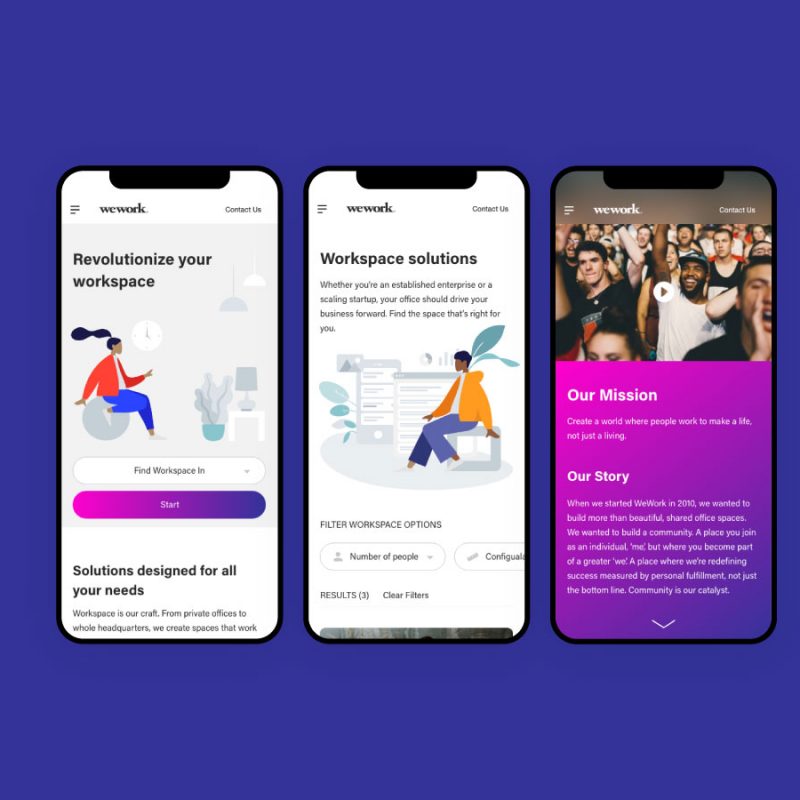 wework
Contact Us
Revolutionize your
workspace
Find Workspace In
Start
Solutions designed for all
your needs
Workspace is our craft. From private offices to
whole headquarters, we create spaces that work
wework
Contact Us
Workspace solutions
Whether you're an established enterprise or a
scaling startup, your office should drive your
business forward. Find the space that's right for
you.
FILTER WORKSPACE OPTIONS
Number of people
Configuala
RESULTS (3) Clear Filters
wework
Contact Us
Our Mission
Create a world where people work to make a life,
not just a living.
Our Story
When we started WeWork in 2010, we wanted to
build more than beautiful, shared office spaces.
We wanted to build a community. A place you join
as an individual, 'me', but where you become part
of a greater 'we'. A place where we're redefining
success measured by personal fulfillment, not just
the bottom line. Community is our catalyst.